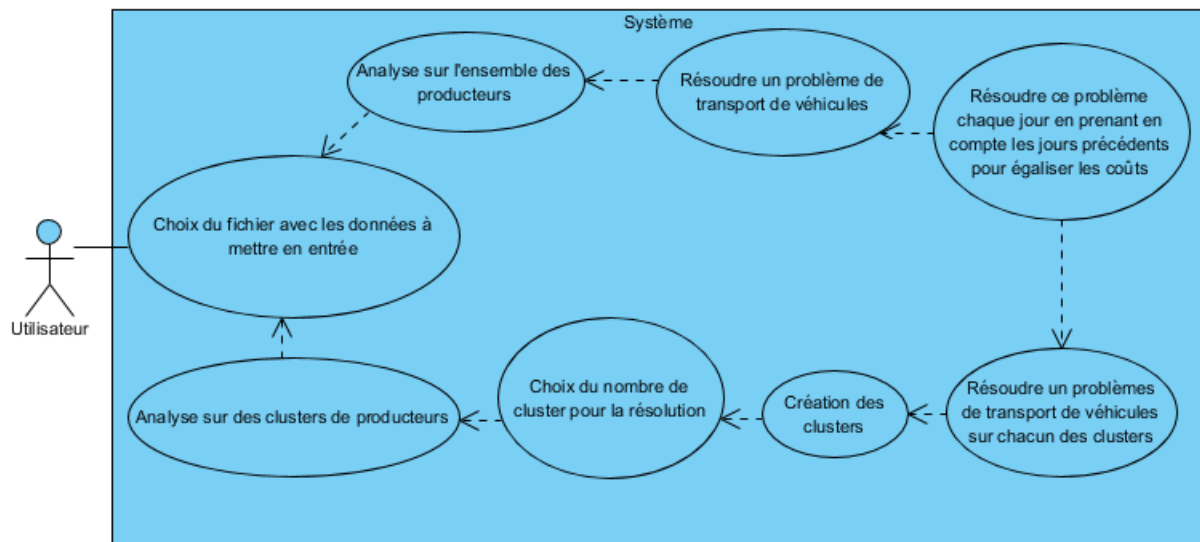 Système
Analyse sur l'ensemble des
producteurs
Résoudre un problème de
transport de véhicules
Résoudre ce problème
chaque jour en prenant en
compte les jours précédents
pour égaliser les coûts
Choix du fichier avec les données à
mettre en entrée
Utilisateur
Analyse sur des clusters de producteurs
Choix du nombre de
cluster pour la résolution
Création des
clusters
Résoudre un problèmes
de transport de véhicules
sur chacun des clusters